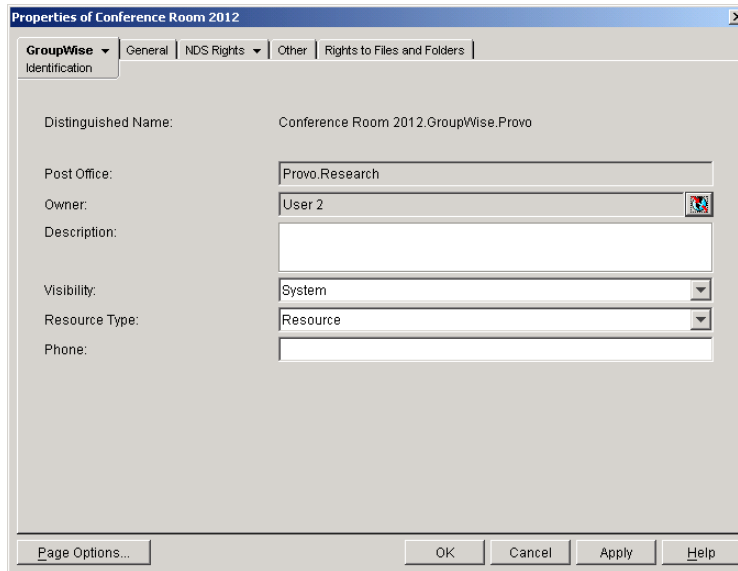 Properties of Conference Room 2012
GroupWise General NDS Rights Other Rights to Files and Folders
Identification
Distinguished Name: Conference Room 2012.GroupWise.Provo
Post Office: Provo.Research
Owner: User 2
Description:
Visibility: System
Resource Type: Resource
Phone:
Page Options... OK Cancel Apply Help